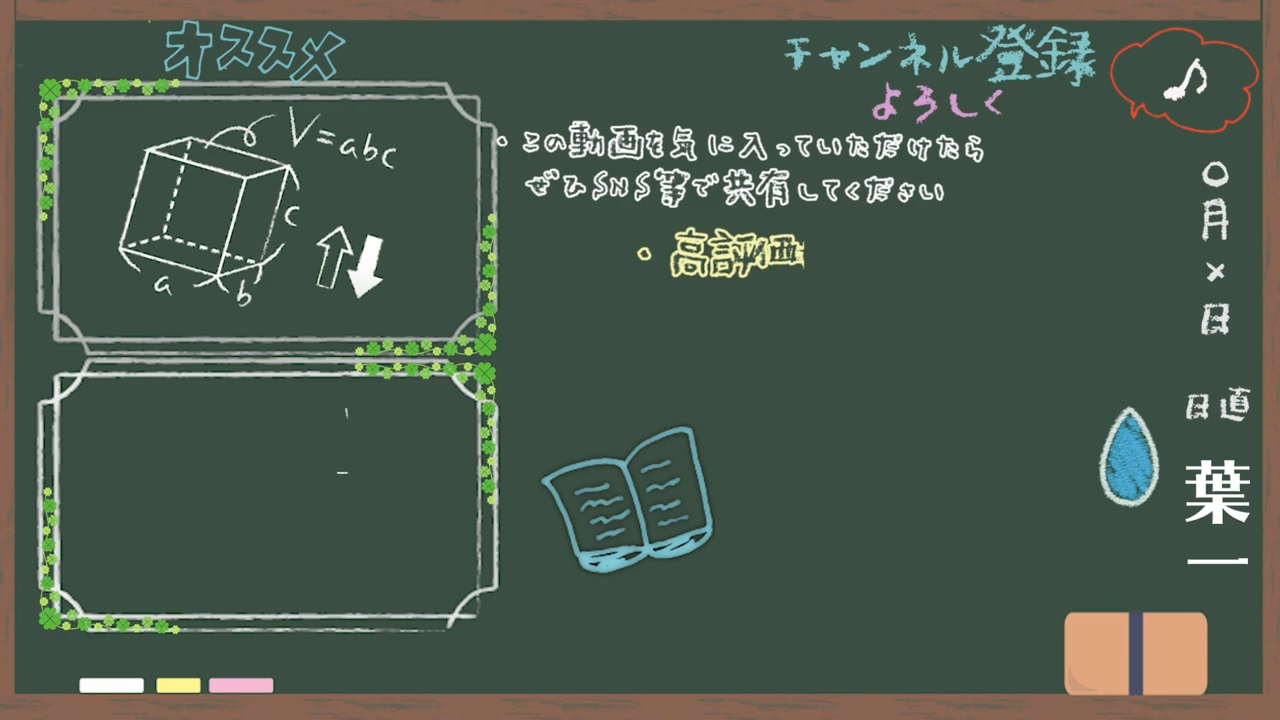 オススメ
チャンネル登録
よろしく
♪
V=abc
a
b
c
・この動画を気に入っていただけたら
ぜひSNS等で共有してください
・高評価
○月×日
日直
葉一